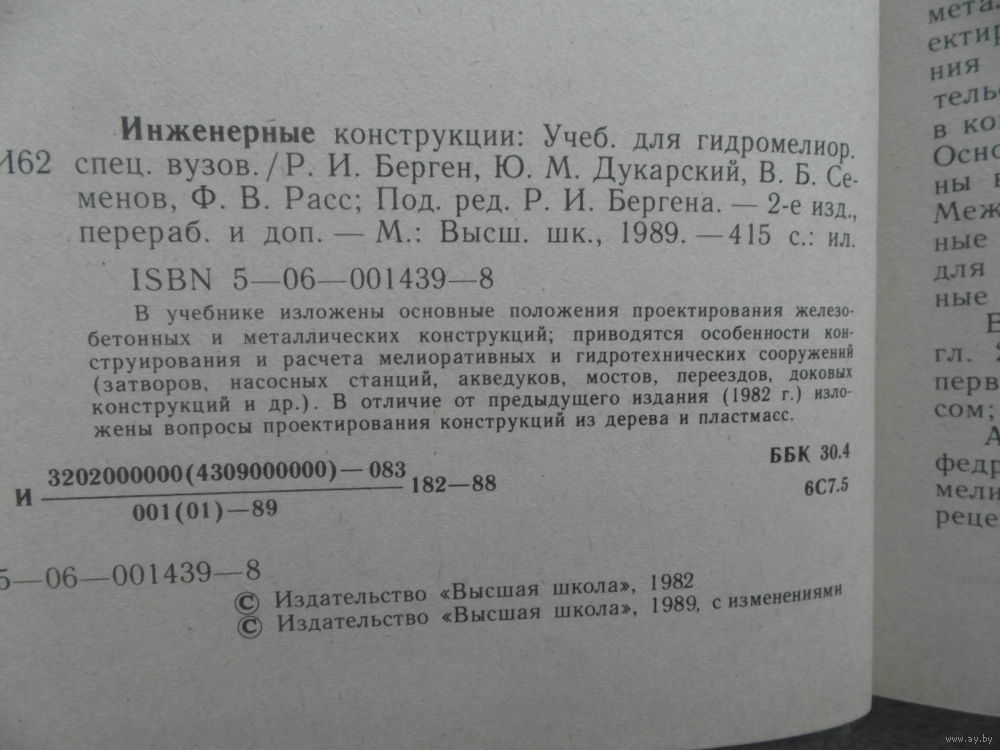 Инженерные конструкции: Учеб. для гидромелиор.
И62 спец. вузов./Р. И. Берген, Ю. М. Дукарский, В. Б. Се-
менов, Ф. В. Расс; Под. ред. Р. И. Бергена. — 2-е изд.,
перераб. и доп. — М.: Высш. шк., 1989. — 415 с.: ил.
ISBN 5—06—001439—8
В учебнике изложены основные положения проектирования железо-
бетонных и металлических конструкций; приводятся особенности кон-
струирования и расчета мелиоративных и гидротехнических сооружений
(затворов, насосных станций, акведуков, мостов, переездов, доковых
конструкций и др.). В отличие от предыдущего издания (1982 г.) изло-
жены вопросы проектирования конструкций из дерева и пластмасс.
И 3202000000(4309000000)—083 182—88
001(01)—89
ББК 30.4
6С7.5
5—06—001439—8
© Издательство «Высшая школа», 1982
© Издательство «Высшая школа», 1989, с изменениями
мета
ектир
ния
тель
в ко
Осно
ны
Меж
ные
для
ные
гл. 2
перв
сом;
А
федр
мели
реце
www.ay.by